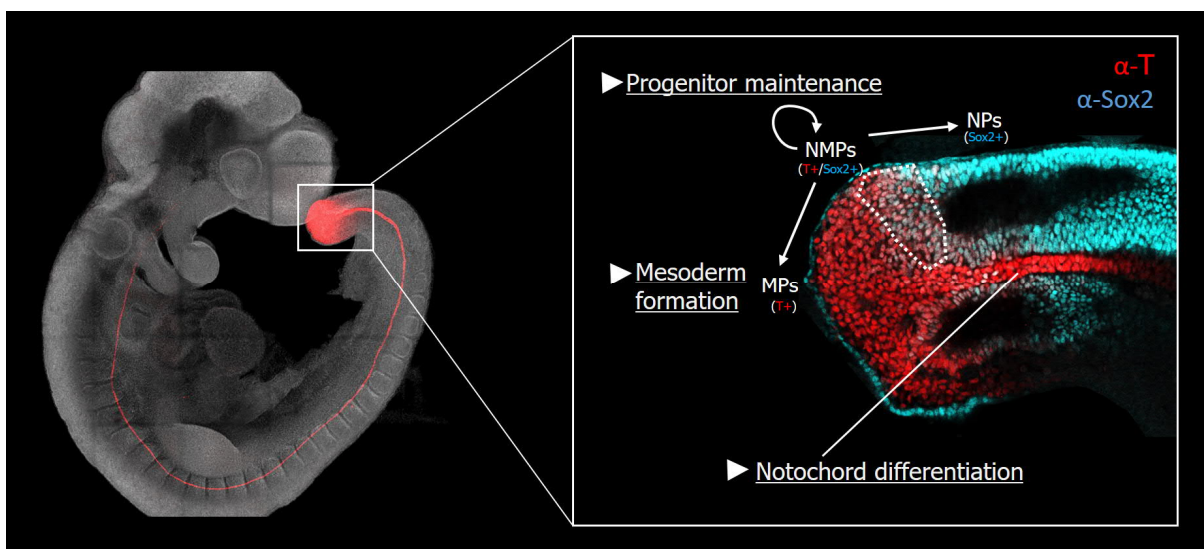 α-T
α-Sox2
▶ Progenitor maintenance
NMPs
(T+/Sox2+)
NPs
(Sox2+)
▶ Mesoderm
formation
MPs
(T+)
▶ Notochord differentiation